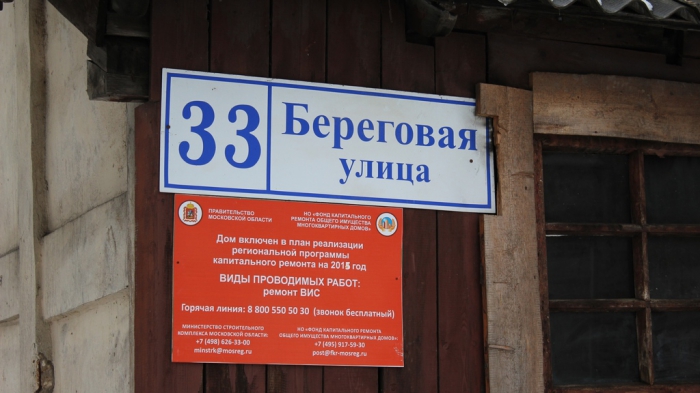 33
Береговая
улица
ПРАВИТЕЛЬСТВО
МОСКОВСКОЙ ОБЛАСТИ
НО «ФОНД КАПИТАЛЬНОГО
РЕМОНТА ОБЩЕГО ИМУЩЕСТВА
МНОГОКВАРТИРНЫХ ДОМОВ»
Дом включен в план реализации
региональной программы
капитального ремонта на 2015 год
ВИДЫ ПРОВОДИМЫХ РАБОТ:
ремонт ВИС
Горячая линия: 8 800 550 50 30 (звонок бесплатный)
МИНИСТЕРСТВО СТРОИТЕЛЬНОГО
КОМПЛЕКСА МОСКОВСКОЙ ОБЛАСТИ:
+7 (498) 626-33-00
minstrk@mosreg.ru
НО «ФОНД КАПИТАЛЬНОГО РЕМОНТА
ОБЩЕГО ИМУЩЕСТВА МНОГОКВАРТИРНЫХ ДОМОВ»:
+7 (495) 917-59-30
post@fkr-mosreg.ru